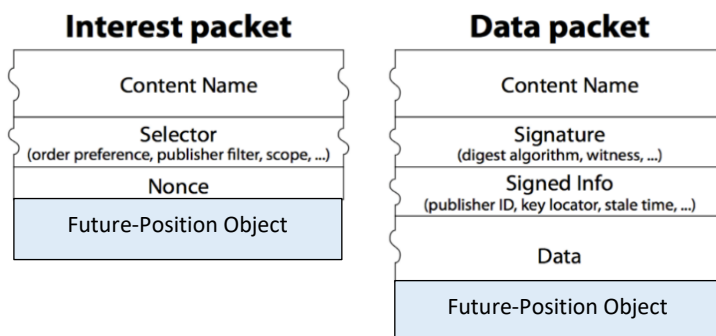 Interest packet
Content Name
Selector
(order preference, publisher filter, scope, ...)
Nonce
Future-Position Object
Data packet
Content Name
Signature
(digest algorithm, witness, ...)
Signed Info
(publisher ID, key locator, stale time, ...)
Data
Future-Position Object